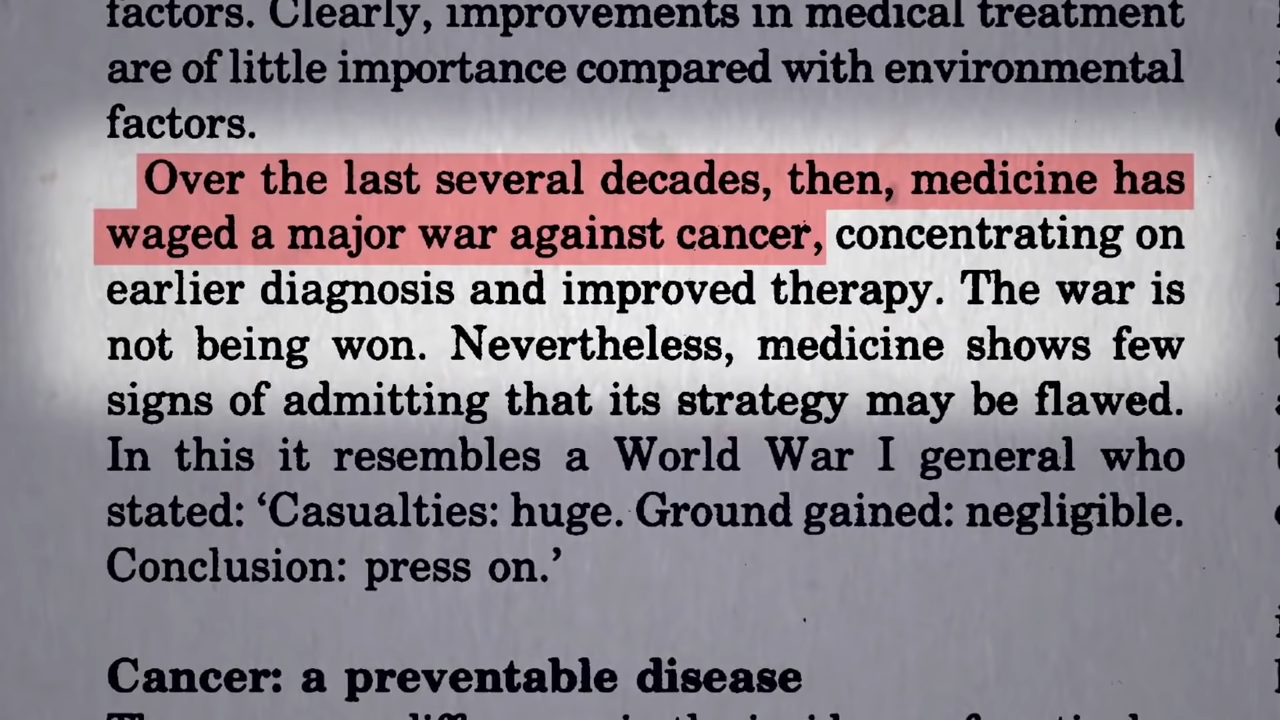 factors. Clearly, improvements in medical treatment
are of little importance compared with environmental
factors.
Over the last several decades, then, medicine has
waged a major war against cancer, concentrating on
earlier diagnosis and improved therapy. The war is
not being won. Nevertheless, medicine shows few
signs of admitting that its strategy may be flawed.
In this it resembles a World War I general who
stated: ‘Casualties: huge. Ground gained: negligible.
Conclusion: press on.’
Cancer: a preventable disease